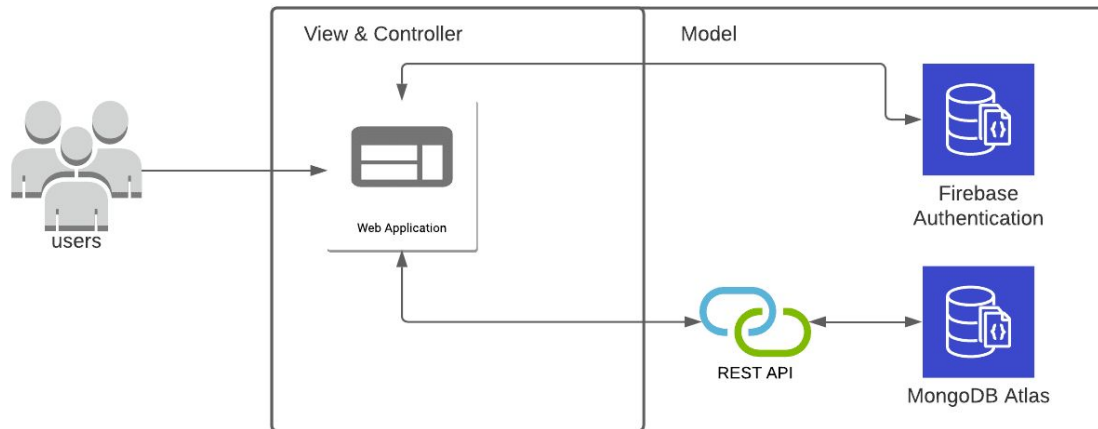 View & Controller
Model
users
Web Application
Firebase
Authentication
REST API
MongoDB Atlas